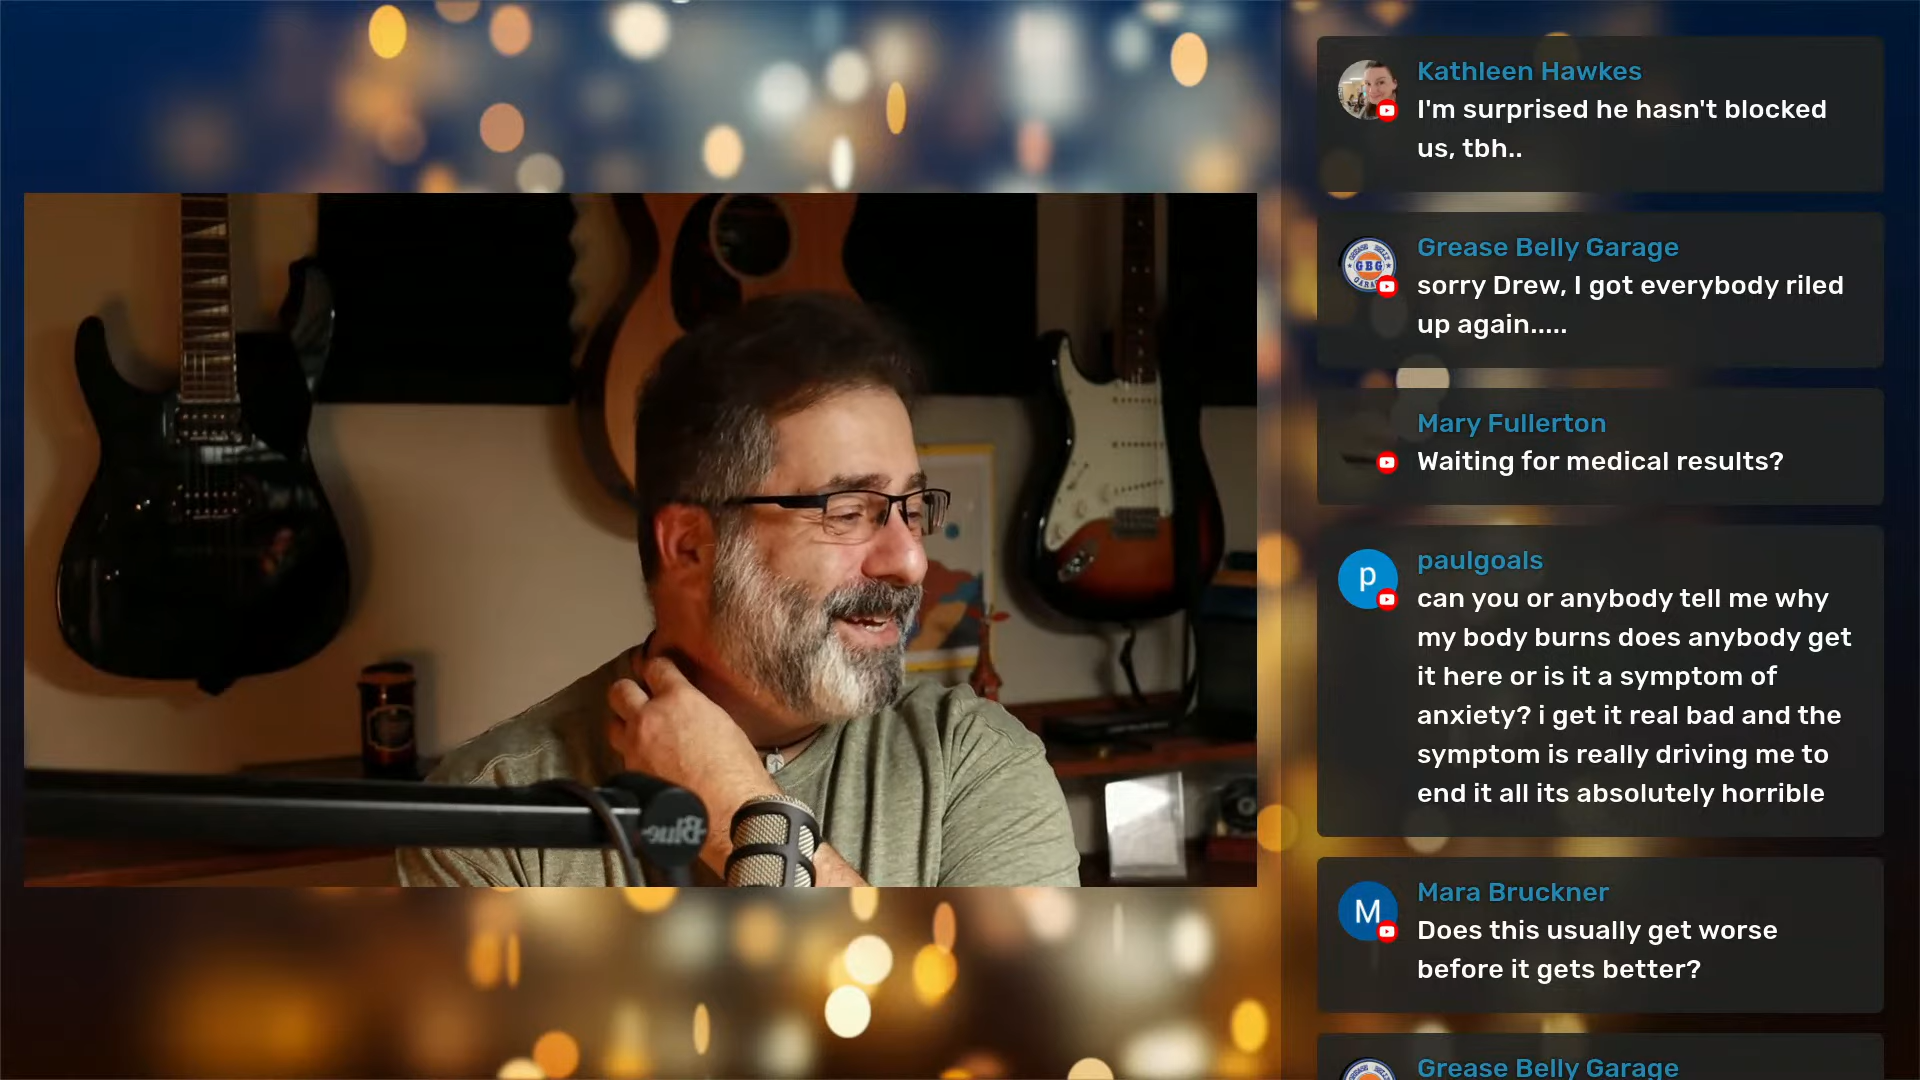 Kathleen Hawkes
I'm surprised he hasn't blocked
us, tbh..
GBG
Grease Belly Garage
sorry Drew, I got everybody riled
up again.....
Mary Fullerton
Waiting for medical results?
p
paulgoals
can you or anybody tell me why
my body burns does anybody get
it here or is it a symptom of
anxiety? i get it real bad and the
symptom is really driving me to
end it all its absolutely horrible
M
Mara Bruckner
Does this usually get worse
before it gets better?
Grease Belly Garage
Blue